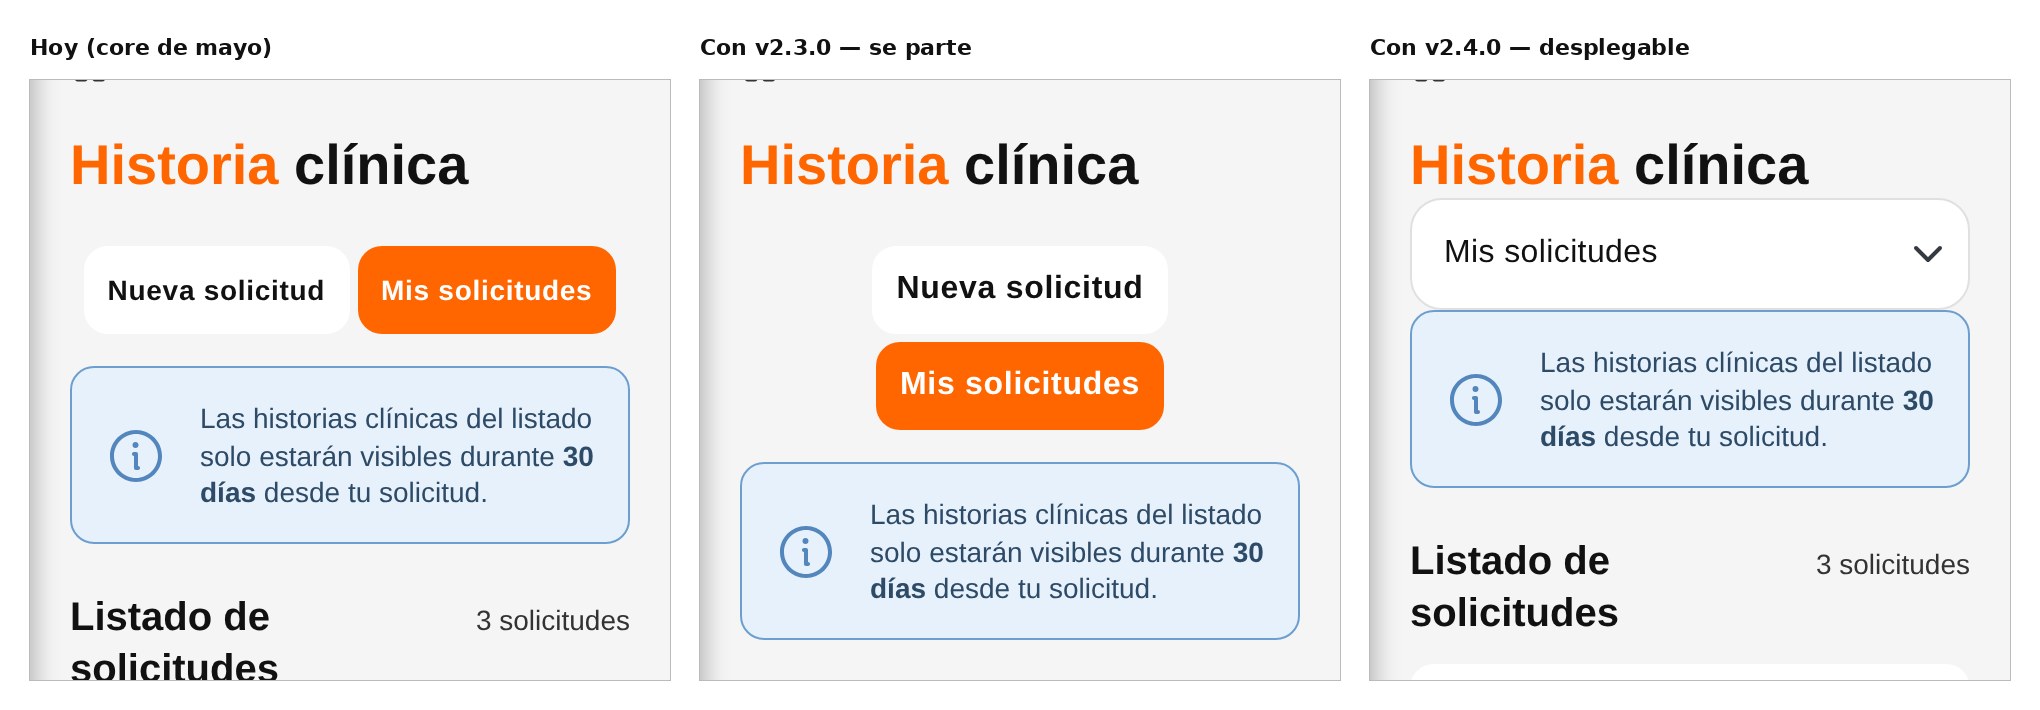 Hoy (core de mayo)
Historia clínica
Nueva solicitud
Mis solicitudes
Las historias clínicas del listado
solo estarán visibles durante 30
días desde tu solicitud.
Listado de
solicitudes
3 solicitudes
Con v2.3.0 — se parte
Historia clínica
Nueva solicitud
Mis solicitudes
Las historias clínicas del listado
solo estarán visibles durante 30
días desde tu solicitud.
Con v2.4.0 — desplegable
Historia clínica
Mis solicitudes
Las historias clínicas del listado
solo estarán visibles durante 30
días desde tu solicitud.
Listado de
solicitudes
3 solicitudes